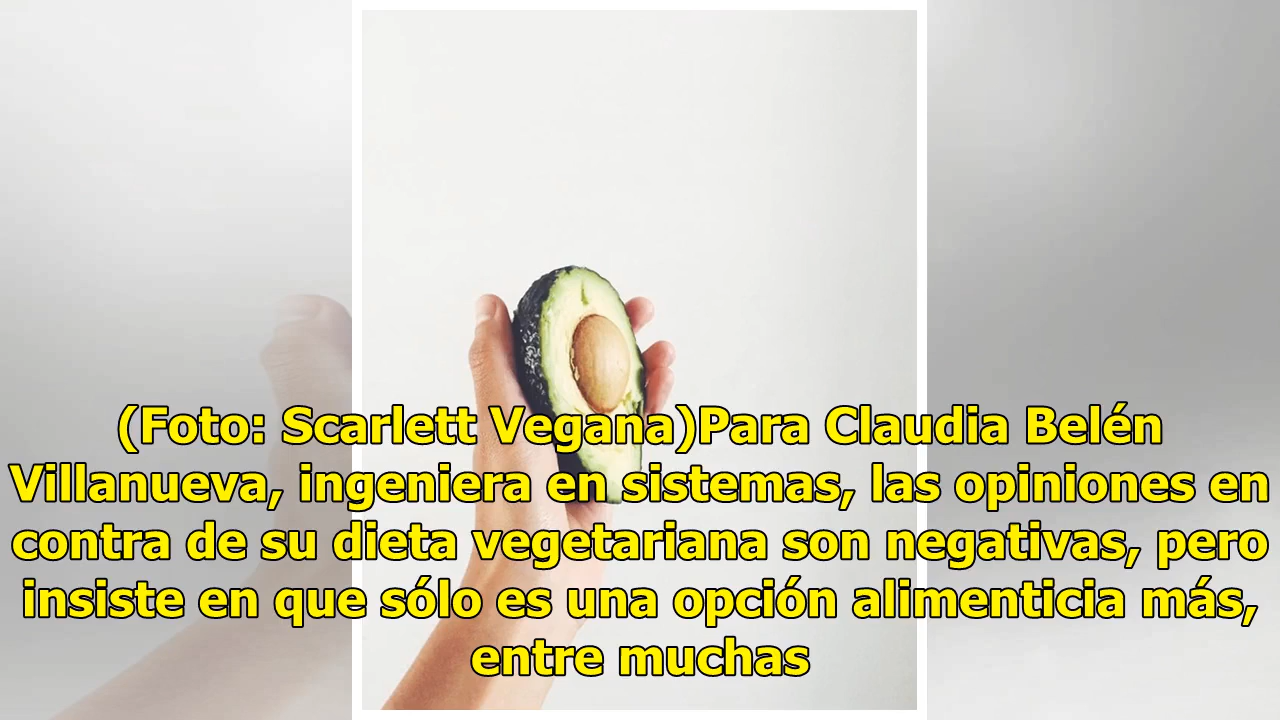 (Foto: Scarlett Vegana)Para Claudia Belén
Villanueva, ingeniera en sistemas, las opiniones en
contra de su dieta vegetariana son negativas, pero
insiste en que sólo es una opción alimenticia más,
entre muchas